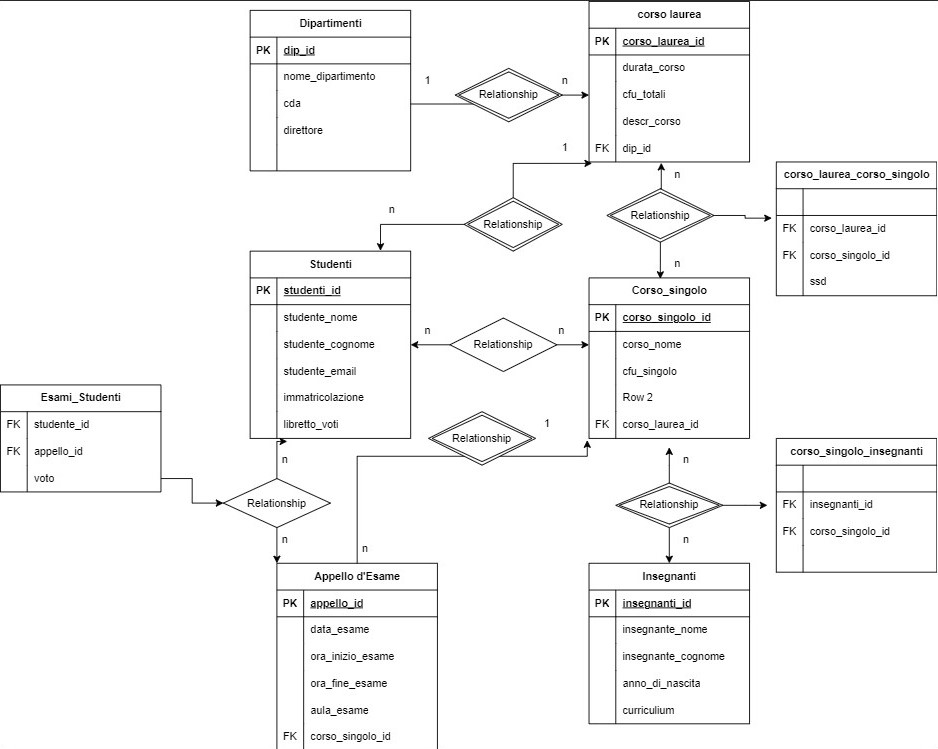 Dipartimenti
PK dip_id
nome_dipartimento
cda
direttore
1
Relationship
n
corso laurea
PK corso_laurea_id
durata_corso
cfu_totali
descr_corso
FK dip_id
1
n
Relationship
n
Relationship
n
corso_laurea_corso_singolo
FK corso_laurea_id
FK corso_singolo_id
ssd
Studenti
PK studenti_id
studente_nome
studente_cognome
studente_email
immatricolazione
libretto_voti
n
Relationship
n
Corso_singolo
PK corso_singolo_id
corso_nome
cfu_singolo
Row 2
FK corso_laurea_id
Esami_Studenti
FK studente_id
FK appello_id
voto
n
Relationship
n
Relationship
1
n
n
Relationship
n
corso_singolo_insegnanti
FK insegnanti_id
FK corso_singolo_id
Appello d'Esame
PK appello_id
data_esame
ora_inizio_esame
ora_fine_esame
aula_esame
FK corso_singolo_id
Insegnanti
PK insegnanti_id
insegnante_nome
insegnante_cognome
anno_di_nascita
curriculium